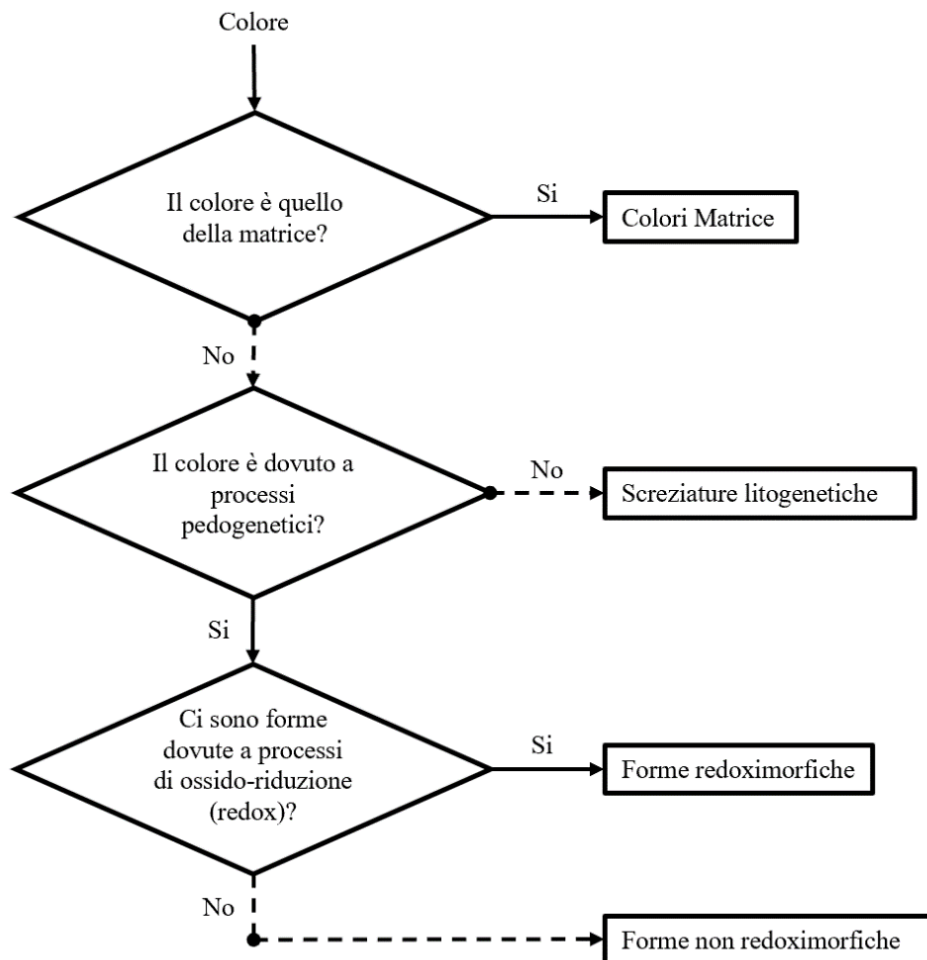 Colore
Il colore è quello
della matrice?
Si
Colori Matrice
No
Il colore è dovuto a
processi
pedogenetici?
No
Screziature litogenetiche
Si
Ci sono forme
dovute a processi
di ossido-riduzione
(redox)?
Si
Forme redoximorfiche
No
Forme non redoximorfiche